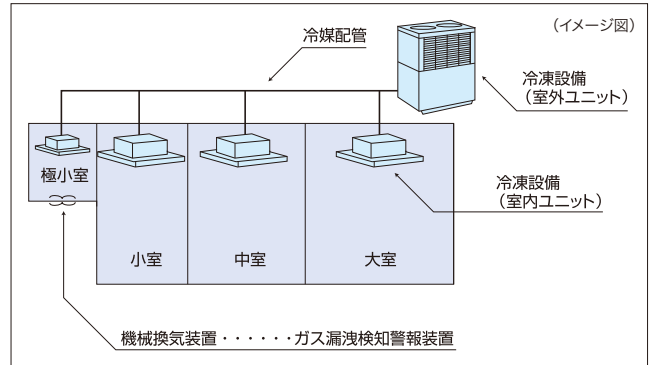 （イメージ図）
冷媒配管
冷凍設備
（室外ユニット）
極小室
冷凍設備
（室内ユニット）
小室
中室
大室
機械換気装置・・・・・・ガス漏洩検知警報装置